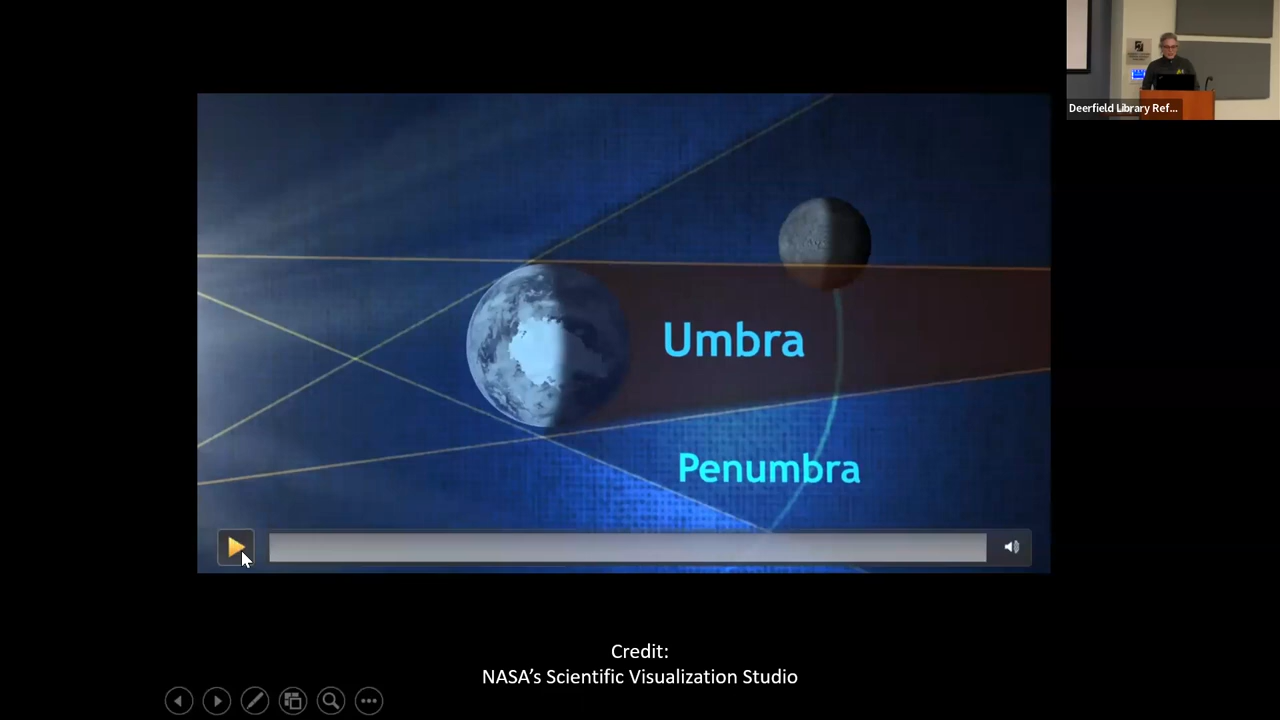 Deerfield Library Ref...
Umbra
Penumbra
Credit:
NASA's Scientific Visualization Studio